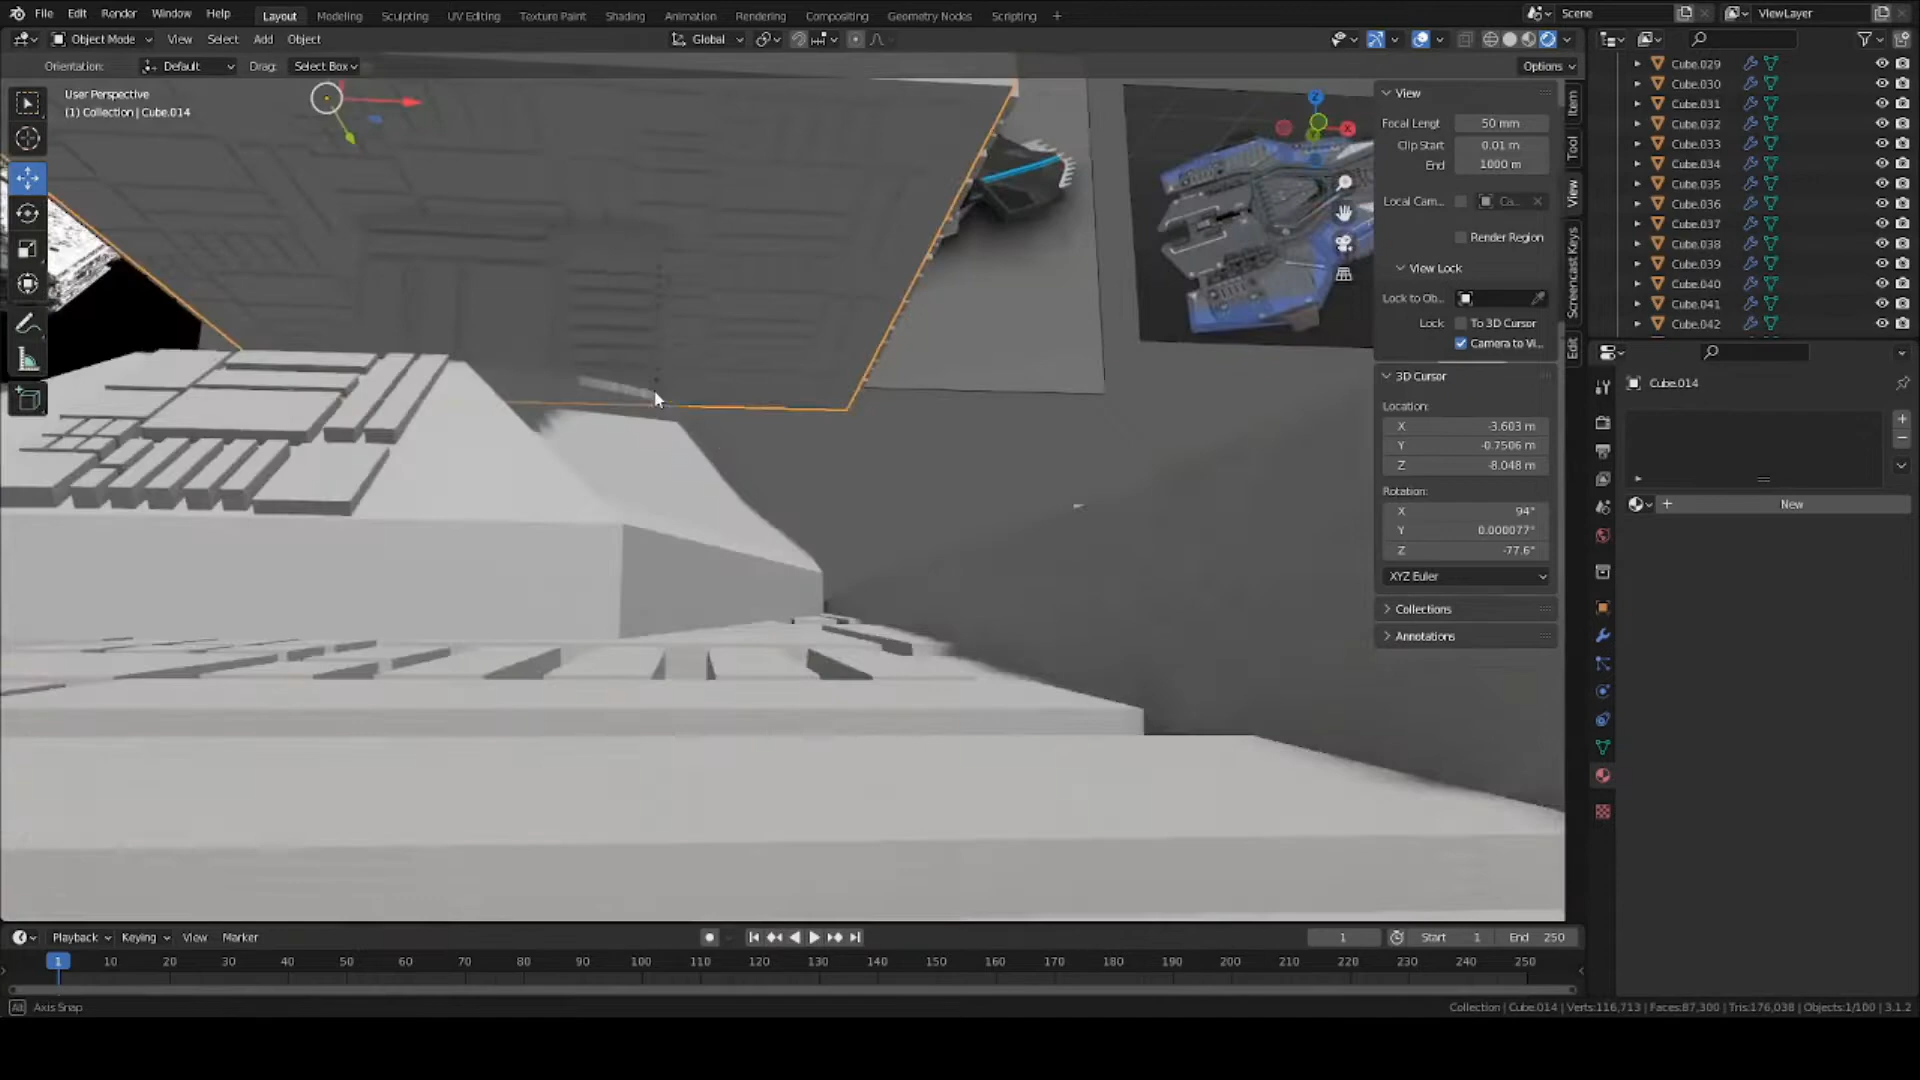 File Edit Render Window Help Layout Modeling Sculpting UV Editing Texture Paint Shading Animation Rendering Compositing Geometry Nodes Scripting + Scene ViewLayer
Object Mode View Select Add Object Global
Orientation: Default Drag: Select Box Options
User Perspective
(1) Collection | Cube.014
View
Focal Lengt 50 mm
Clip Start 0.01 m
End 1000 m
Local Cam... Ca...
Render Region
View Lock
Lock to Ob...
Lock To 3D Cursor
Camera to Vi...
3D Cursor
Location:
X -3.603 m
Y -0.7506 m
Z -8.048 m
Rotation:
X 94°
Y 0.000077°
Z -77.6°
XYZ Euler
Collections
Annotations
Item
Tool
View
Screencast Keys
Edit
Cube.029
Cube.030
Cube.031
Cube.032
Cube.033
Cube.034
Cube.035
Cube.036
Cube.037
Cube.038
Cube.039
Cube.040
Cube.041
Cube.042
Cube.014
New
Playback Keying View Marker 1 Start 1 End 250
1 10 20 30 40 50 60 70 80 90 100 110 120 130 140 150 160 170 180 190 200 210 220 230 240 250
Alt Axis Snap
Collection | Cube.014 | Verts:116,713 | Faces:87,300 | Tris:176,038 | Objects:1/100 | 3.1.2